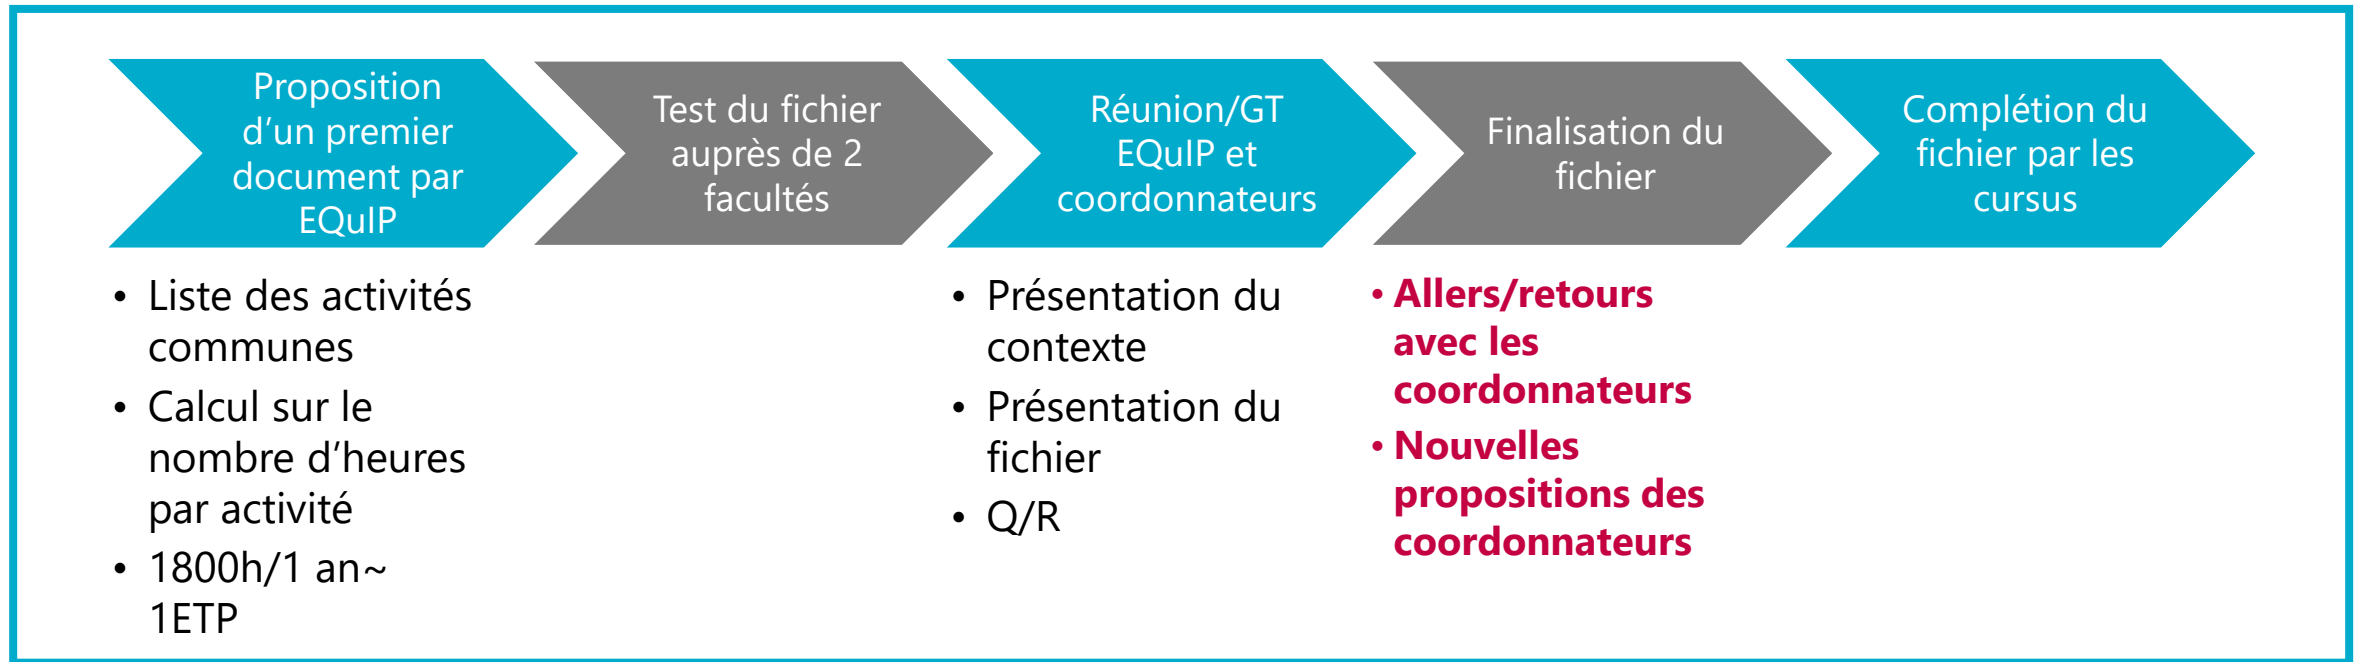 Proposition
d'un premier
document par
EQuIP
Test du fichier
auprès de 2
facultés
Réunion/GT
EQuIP et
coordonnateurs
Finalisation du
fichier
Complétion du
fichier par les
cursus
• Liste des activités
communes
• Calcul sur le
nombre d'heures
par activité
• 1800h/1 an~
1ETP
• Présentation du
contexte
• Présentation du
fichier
• Q/R
• Allers/retours
avec les
coordonnateurs
• Nouvelles
propositions des
coordonnateurs